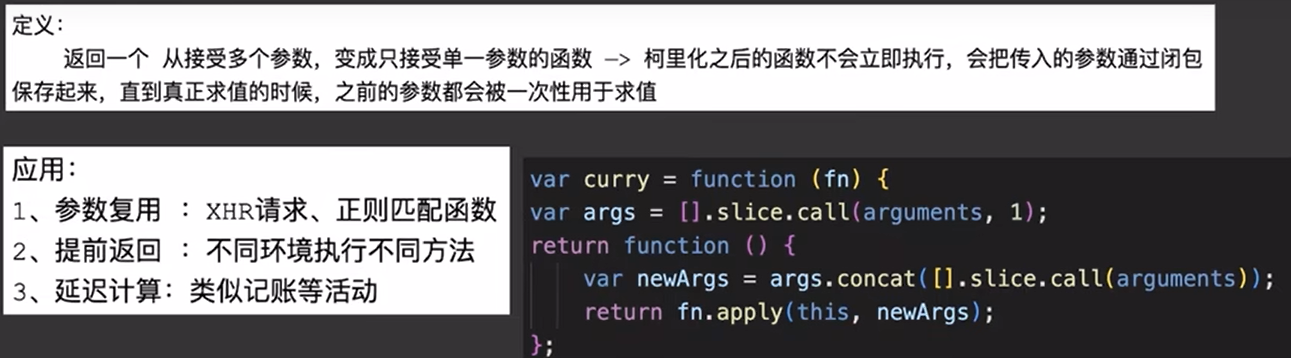 定义：
返回一个 从接受多个参数，变成只接受单一参数的函数 —> 柯里化之后的函数不会立即执行，会把传入的参数通过闭包
保存起来，直到真正求值的时候，之前的参数都会被一次性用于求值
应用：
1、参数复用 ：XHR请求、正则匹配函数
2、提前返回 ：不同环境执行不同方法
3、延迟计算：类似记账等活动
var curry = function (fn) {
var args = [].slice.call(arguments, 1);
return function () {
var newArgs = args.concat([].slice.call(arguments));
return fn.apply(this, newArgs);
};